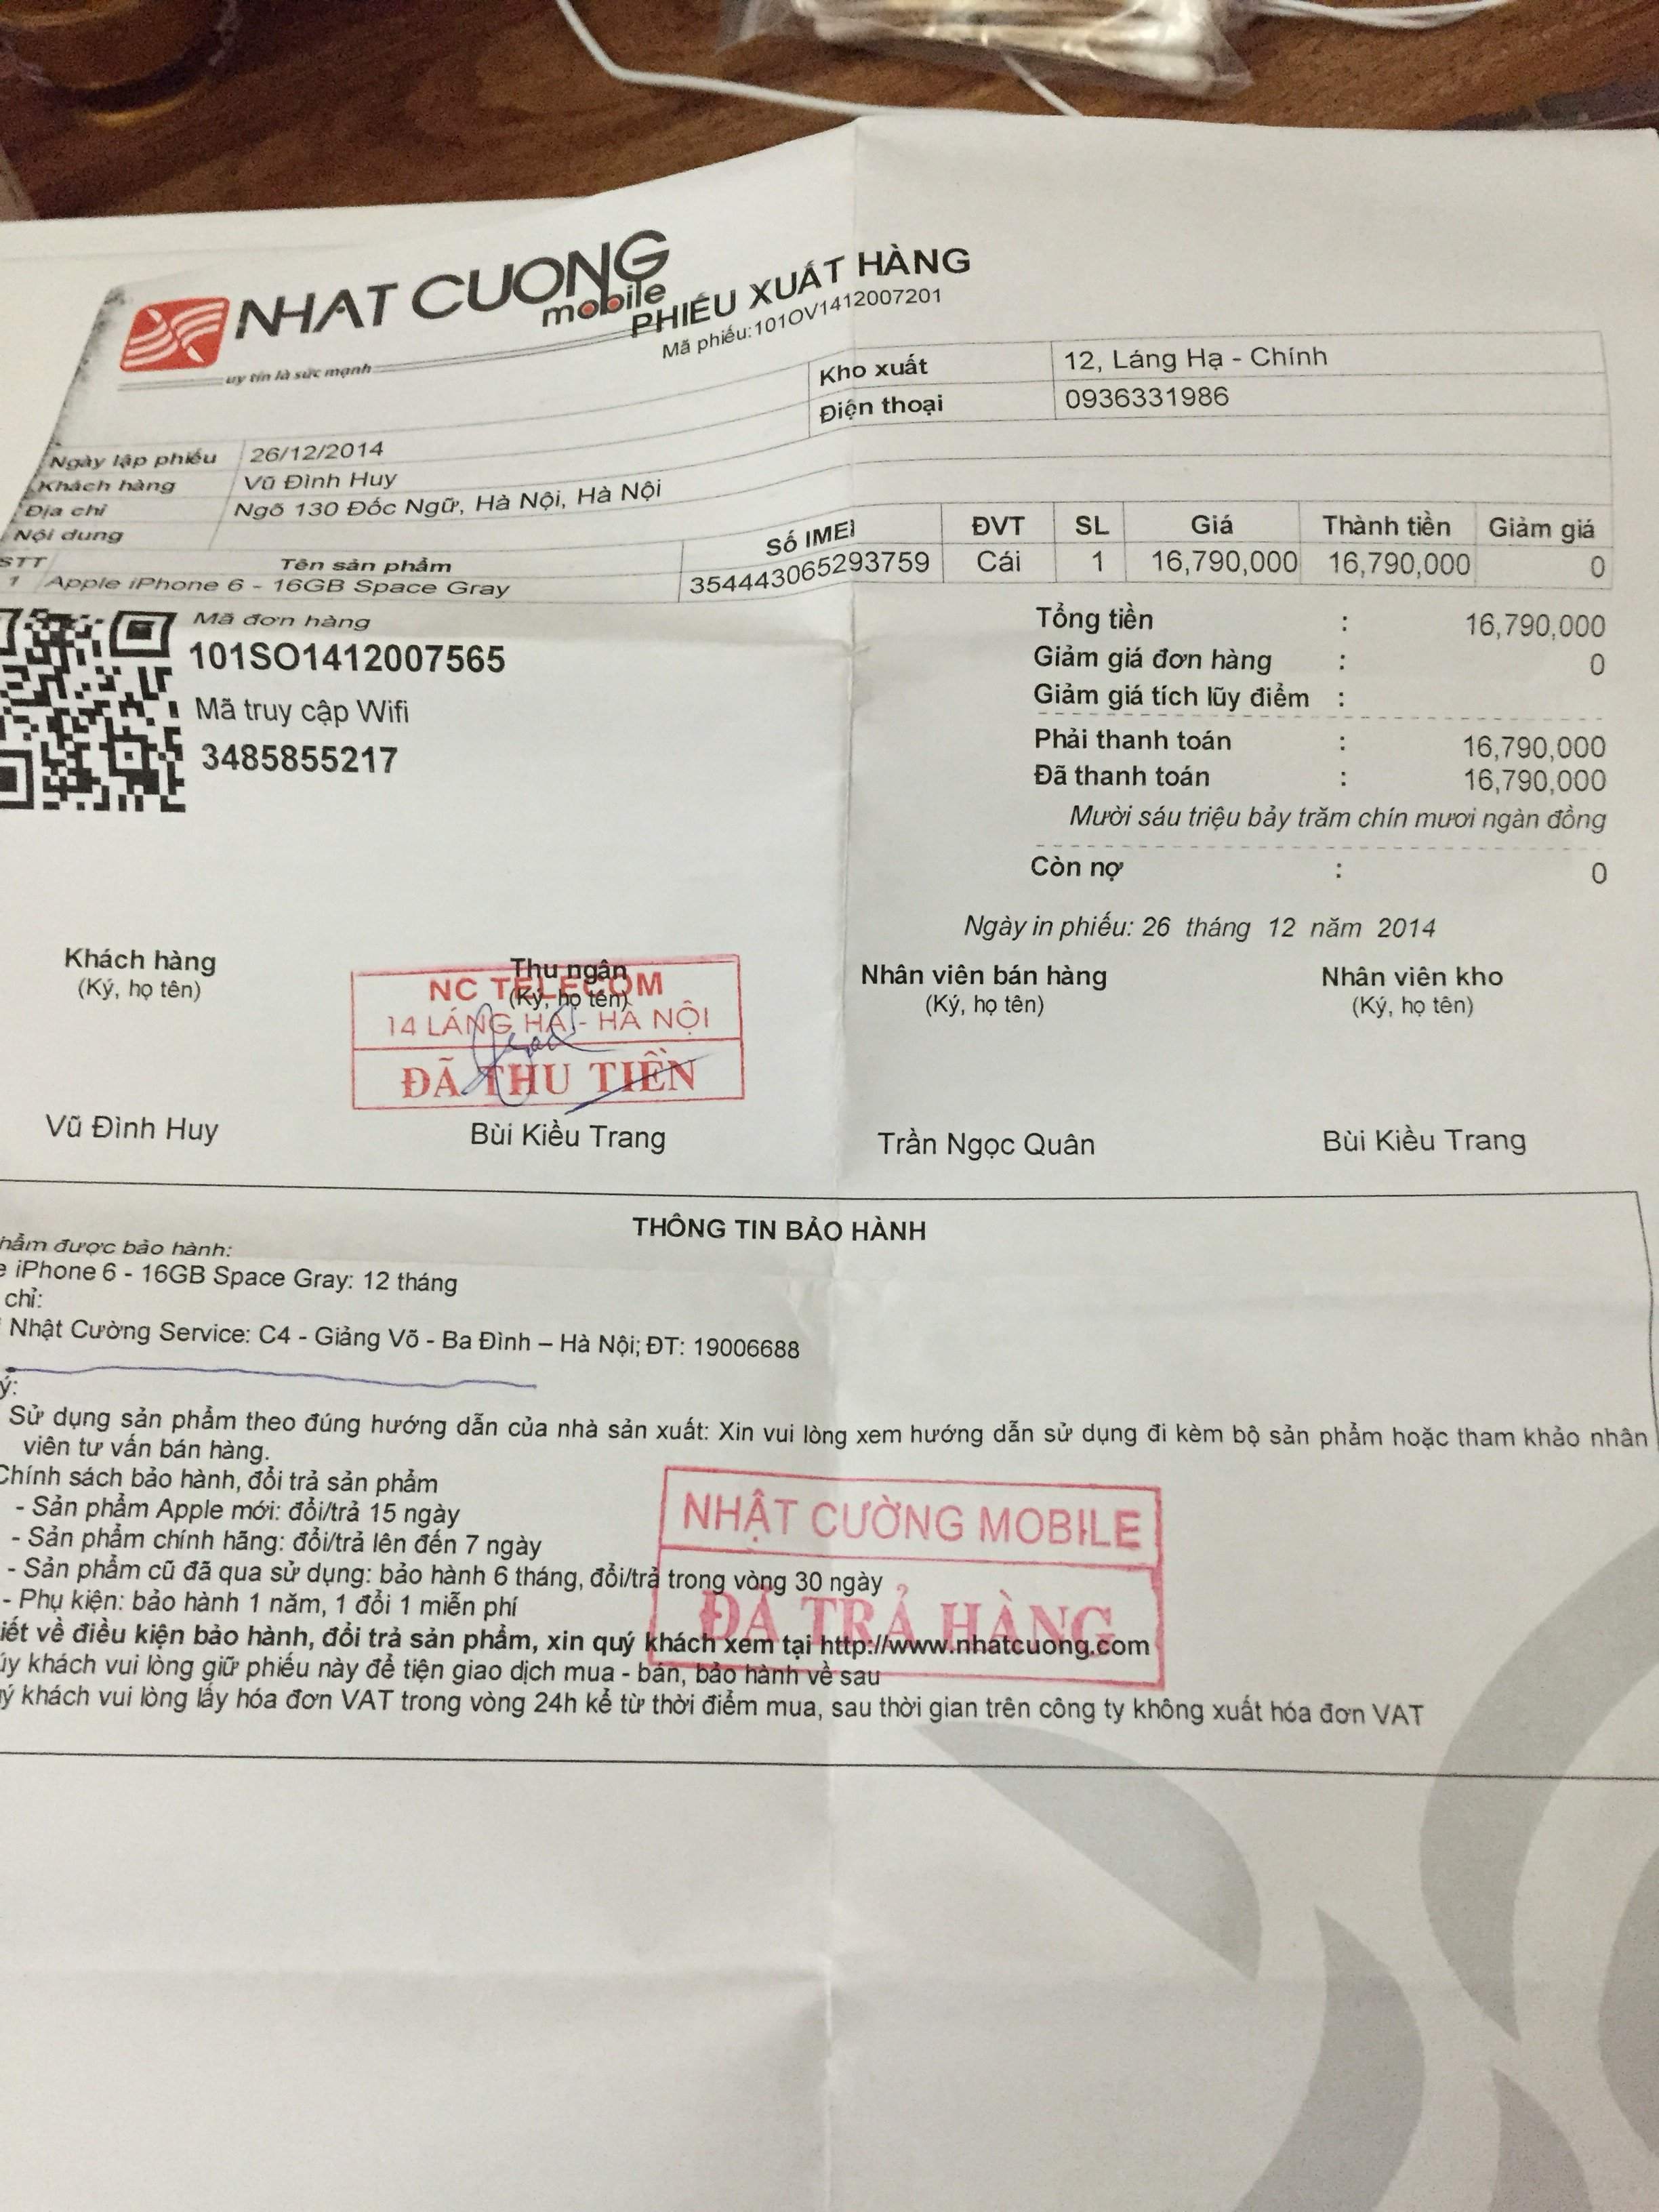 NHAT CUONG
mobile
uy tín là sức mạnh
PHIẾU XUẤT HÀNG
Mã phiếu:101OV1412007201
Kho xuất 12, Láng Hạ - Chính
Điện thoại 0936331986
Ngày lập phiếu 26/12/2014
Khách hàng Vũ Đình Huy
Địa chỉ Ngõ 130 Đốc Ngữ, Hà Nội, Hà Nội
Nội dung
STT Tên sản phẩm Số IMEI ĐVT SL Giá Thành tiền Giảm giá
1 Apple iPhone 6 - 16GB Space Gray 354443065293759 Cái 1 16,790,000 16,790,000 0
Mã đơn hàng
101SO1412007565
Mã truy cập Wifi
3485855217
Tổng tiền : 16,790,000
Giảm giá đơn hàng : 0
Giảm giá tích lũy điểm :
Phải thanh toán : 16,790,000
Đã thanh toán : 16,790,000
Mười sáu triệu bảy trăm chín mươi ngàn đồng
Còn nợ : 0
Ngày in phiếu: 26 tháng 12 năm 2014
Khách hàng Thu ngân Nhân viên bán hàng Nhân viên kho
(Ký, họ tên) (Ký, họ tên) (Ký, họ tên) (Ký, họ tên)
NC TELECOM
14 LÁNG HẠ - HÀ NỘI
ĐÃ THU TIỀN
Vũ Đình Huy Bùi Kiều Trang Trần Ngọc Quân Bùi Kiều Trang
THÔNG TIN BẢO HÀNH
hẩm được bảo hành:
e iPhone 6 - 16GB Space Gray: 12 tháng
chỉ:
Nhật Cường Service: C4 - Giảng Võ - Ba Đình – Hà Nội; ĐT: 19006688
ý:
Sử dụng sản phẩm theo đúng hướng dẫn của nhà sản xuất: Xin vui lòng xem hướng dẫn sử dụng đi kèm bộ sản phẩm hoặc tham khảo nhân
viên tư vấn bán hàng.
Chính sách bảo hành, đổi trả sản phẩm
- Sản phẩm Apple mới: đổi/trả 15 ngày
- Sản phẩm chính hãng: đổi/trả lên đến 7 ngày
- Sản phẩm cũ đã qua sử dụng: bảo hành 6 tháng, đổi/trả trong vòng 30 ngày
- Phụ kiện: bảo hành 1 năm, 1 đổi 1 miễn phí
iết về điều kiện bảo hành, đổi trả sản phẩm, xin quý khách xem tại http://www.nhatcuong.com
úy khách vui lòng giữ phiếu này để tiện giao dịch mua - bán, bảo hành về sau
ý khách vui lòng lấy hóa đơn VAT trong vòng 24h kể từ thời điểm mua, sau thời gian trên công ty không xuất hóa đơn VAT
NHẬT CƯỜNG MOBILE
ĐÃ TRẢ HÀNG